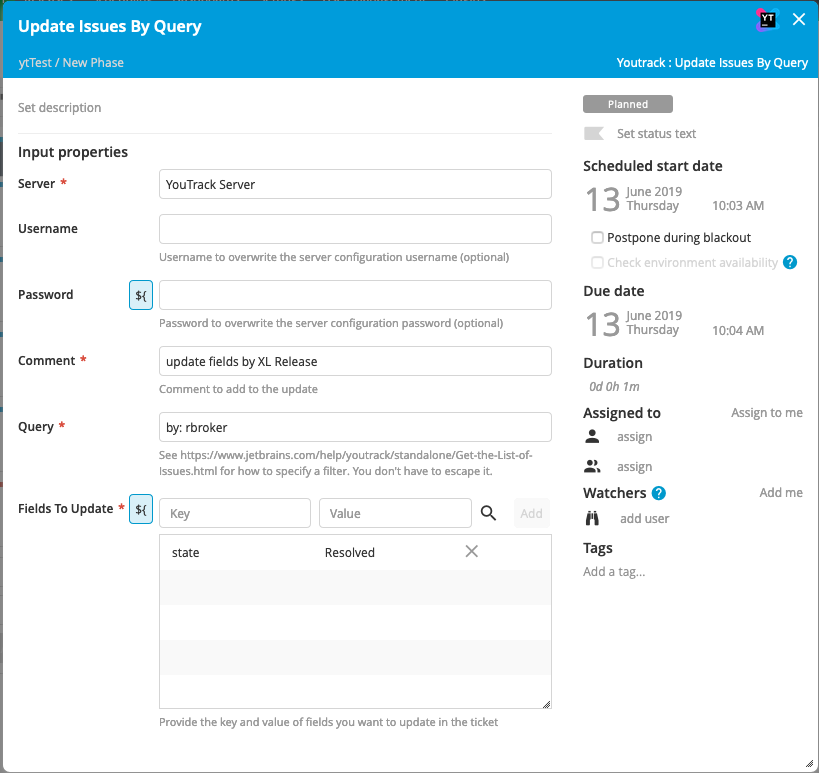 Update Issues By Query
YT
ytTest / New Phase
Youtrack : Update Issues By Query
Set description
Input properties
Server *
YouTrack Server
Username
Username to overwrite the server configuration username (optional)
Password
${
Password to overwrite the server configuration password (optional)
Comment *
update fields by XL Release
Comment to add to the update
Query *
by: rbroker
See https://www.jetbrains.com/help/youtrack/standalone/Get-the-List-of-
Issues.html for how to specify a filter. You don't have to escape it.
Fields To Update *
${
Key
Value
Add
state
Resolved
Provide the key and value of fields you want to update in the ticket
Planned
Set status text
Scheduled start date
13
June 2019
Thursday
10:03 AM
Postpone during blackout
Check environment availability ?
Due date
13
June 2019
Thursday
10:04 AM
Duration
0d 0h 1m
Assigned to
Assign to me
assign
assign
Watchers ?
Add me
add user
Tags
Add a tag...